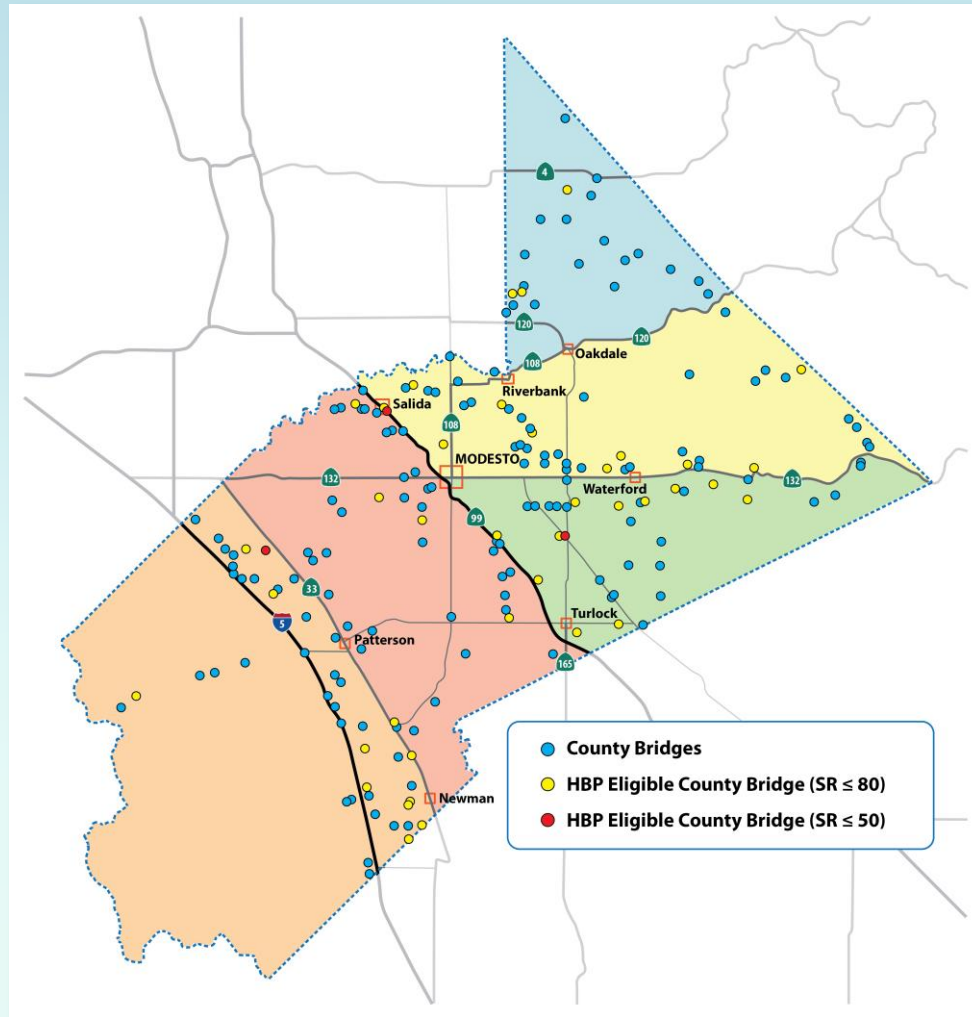 4
120
120
108
Oakdale
Riverbank
Salida
108
MODESTO
132
Waterford
132
99
33
5
Turlock
Patterson
165
Newman
County Bridges
HBP Eligible County Bridge (SR ≤ 80)
HBP Eligible County Bridge (SR ≤ 50)